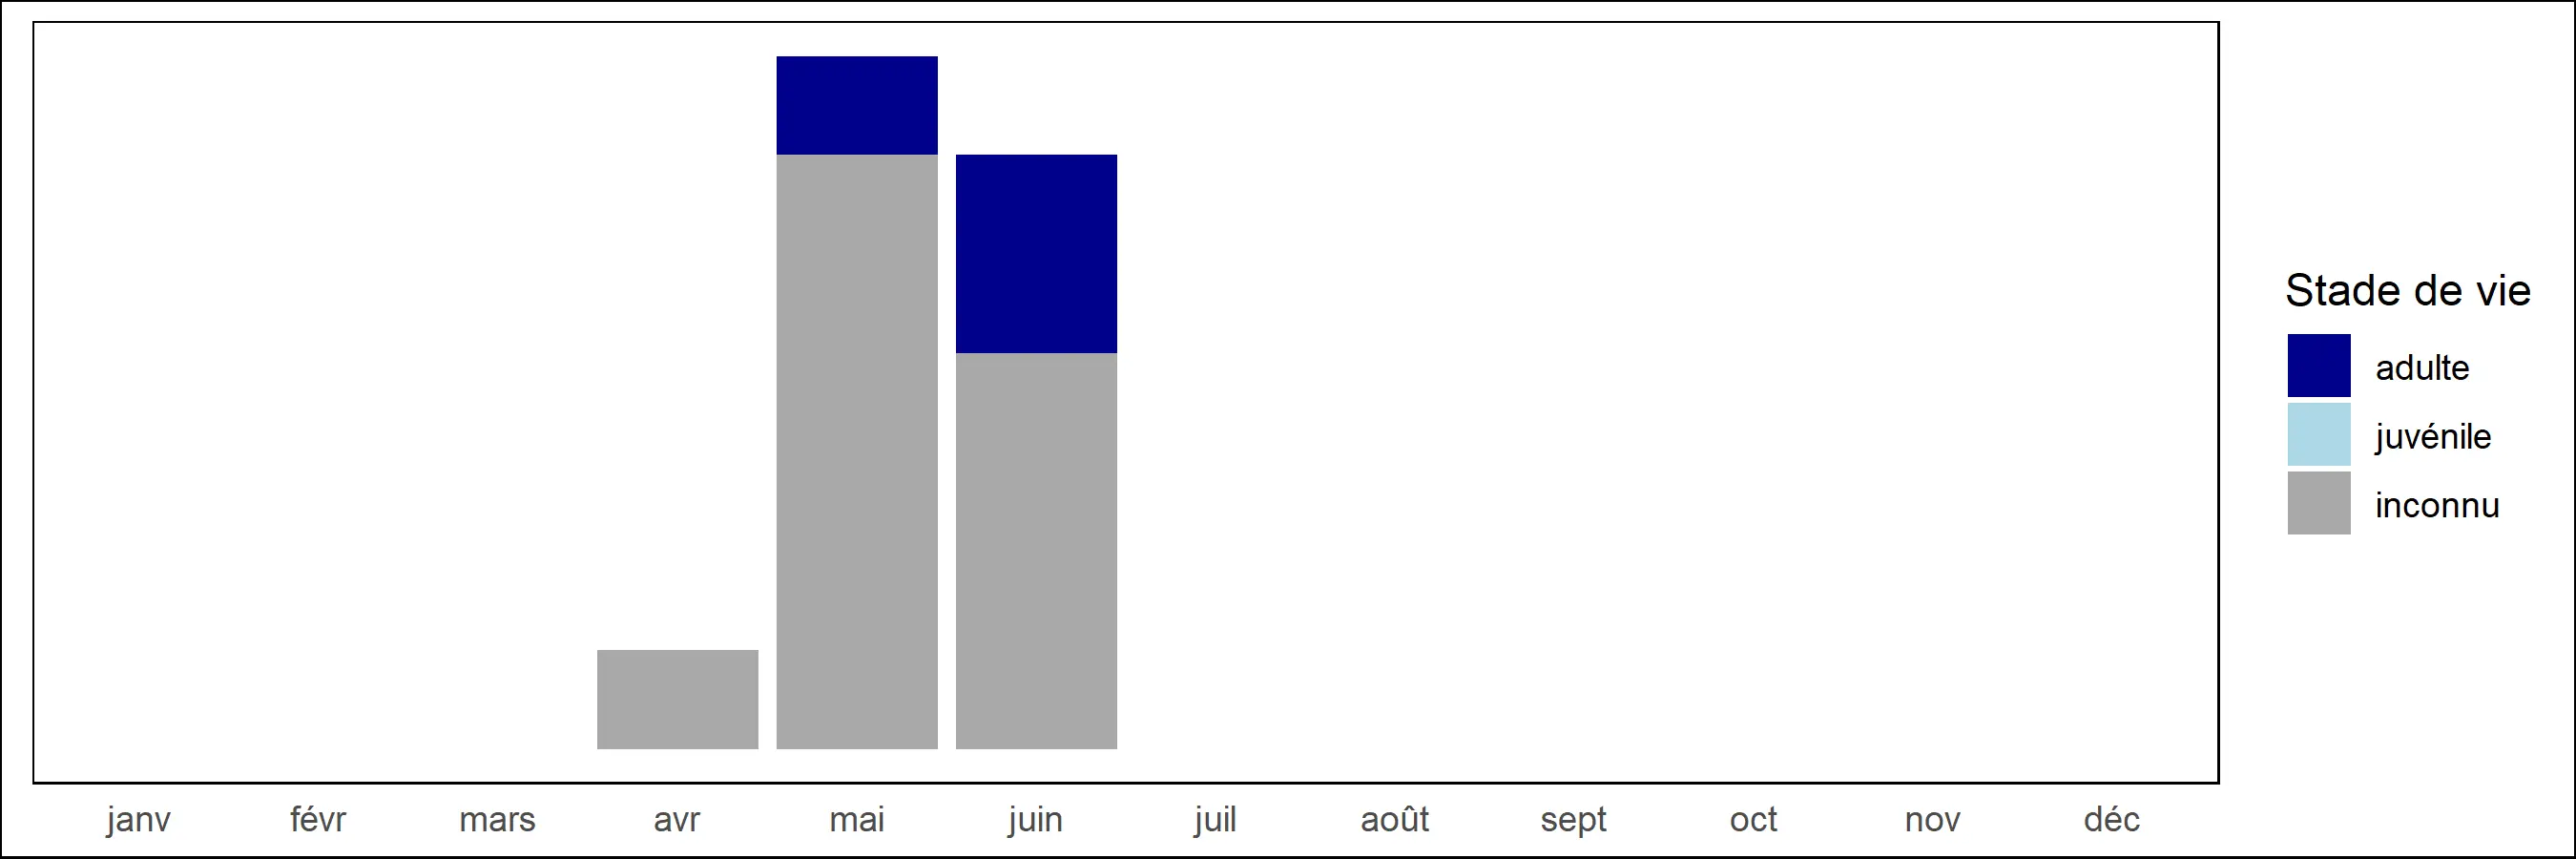 Stade de vie
adulte
juvénile
inconnu
janv févr mars avr mai juin juil août sept oct nov déc